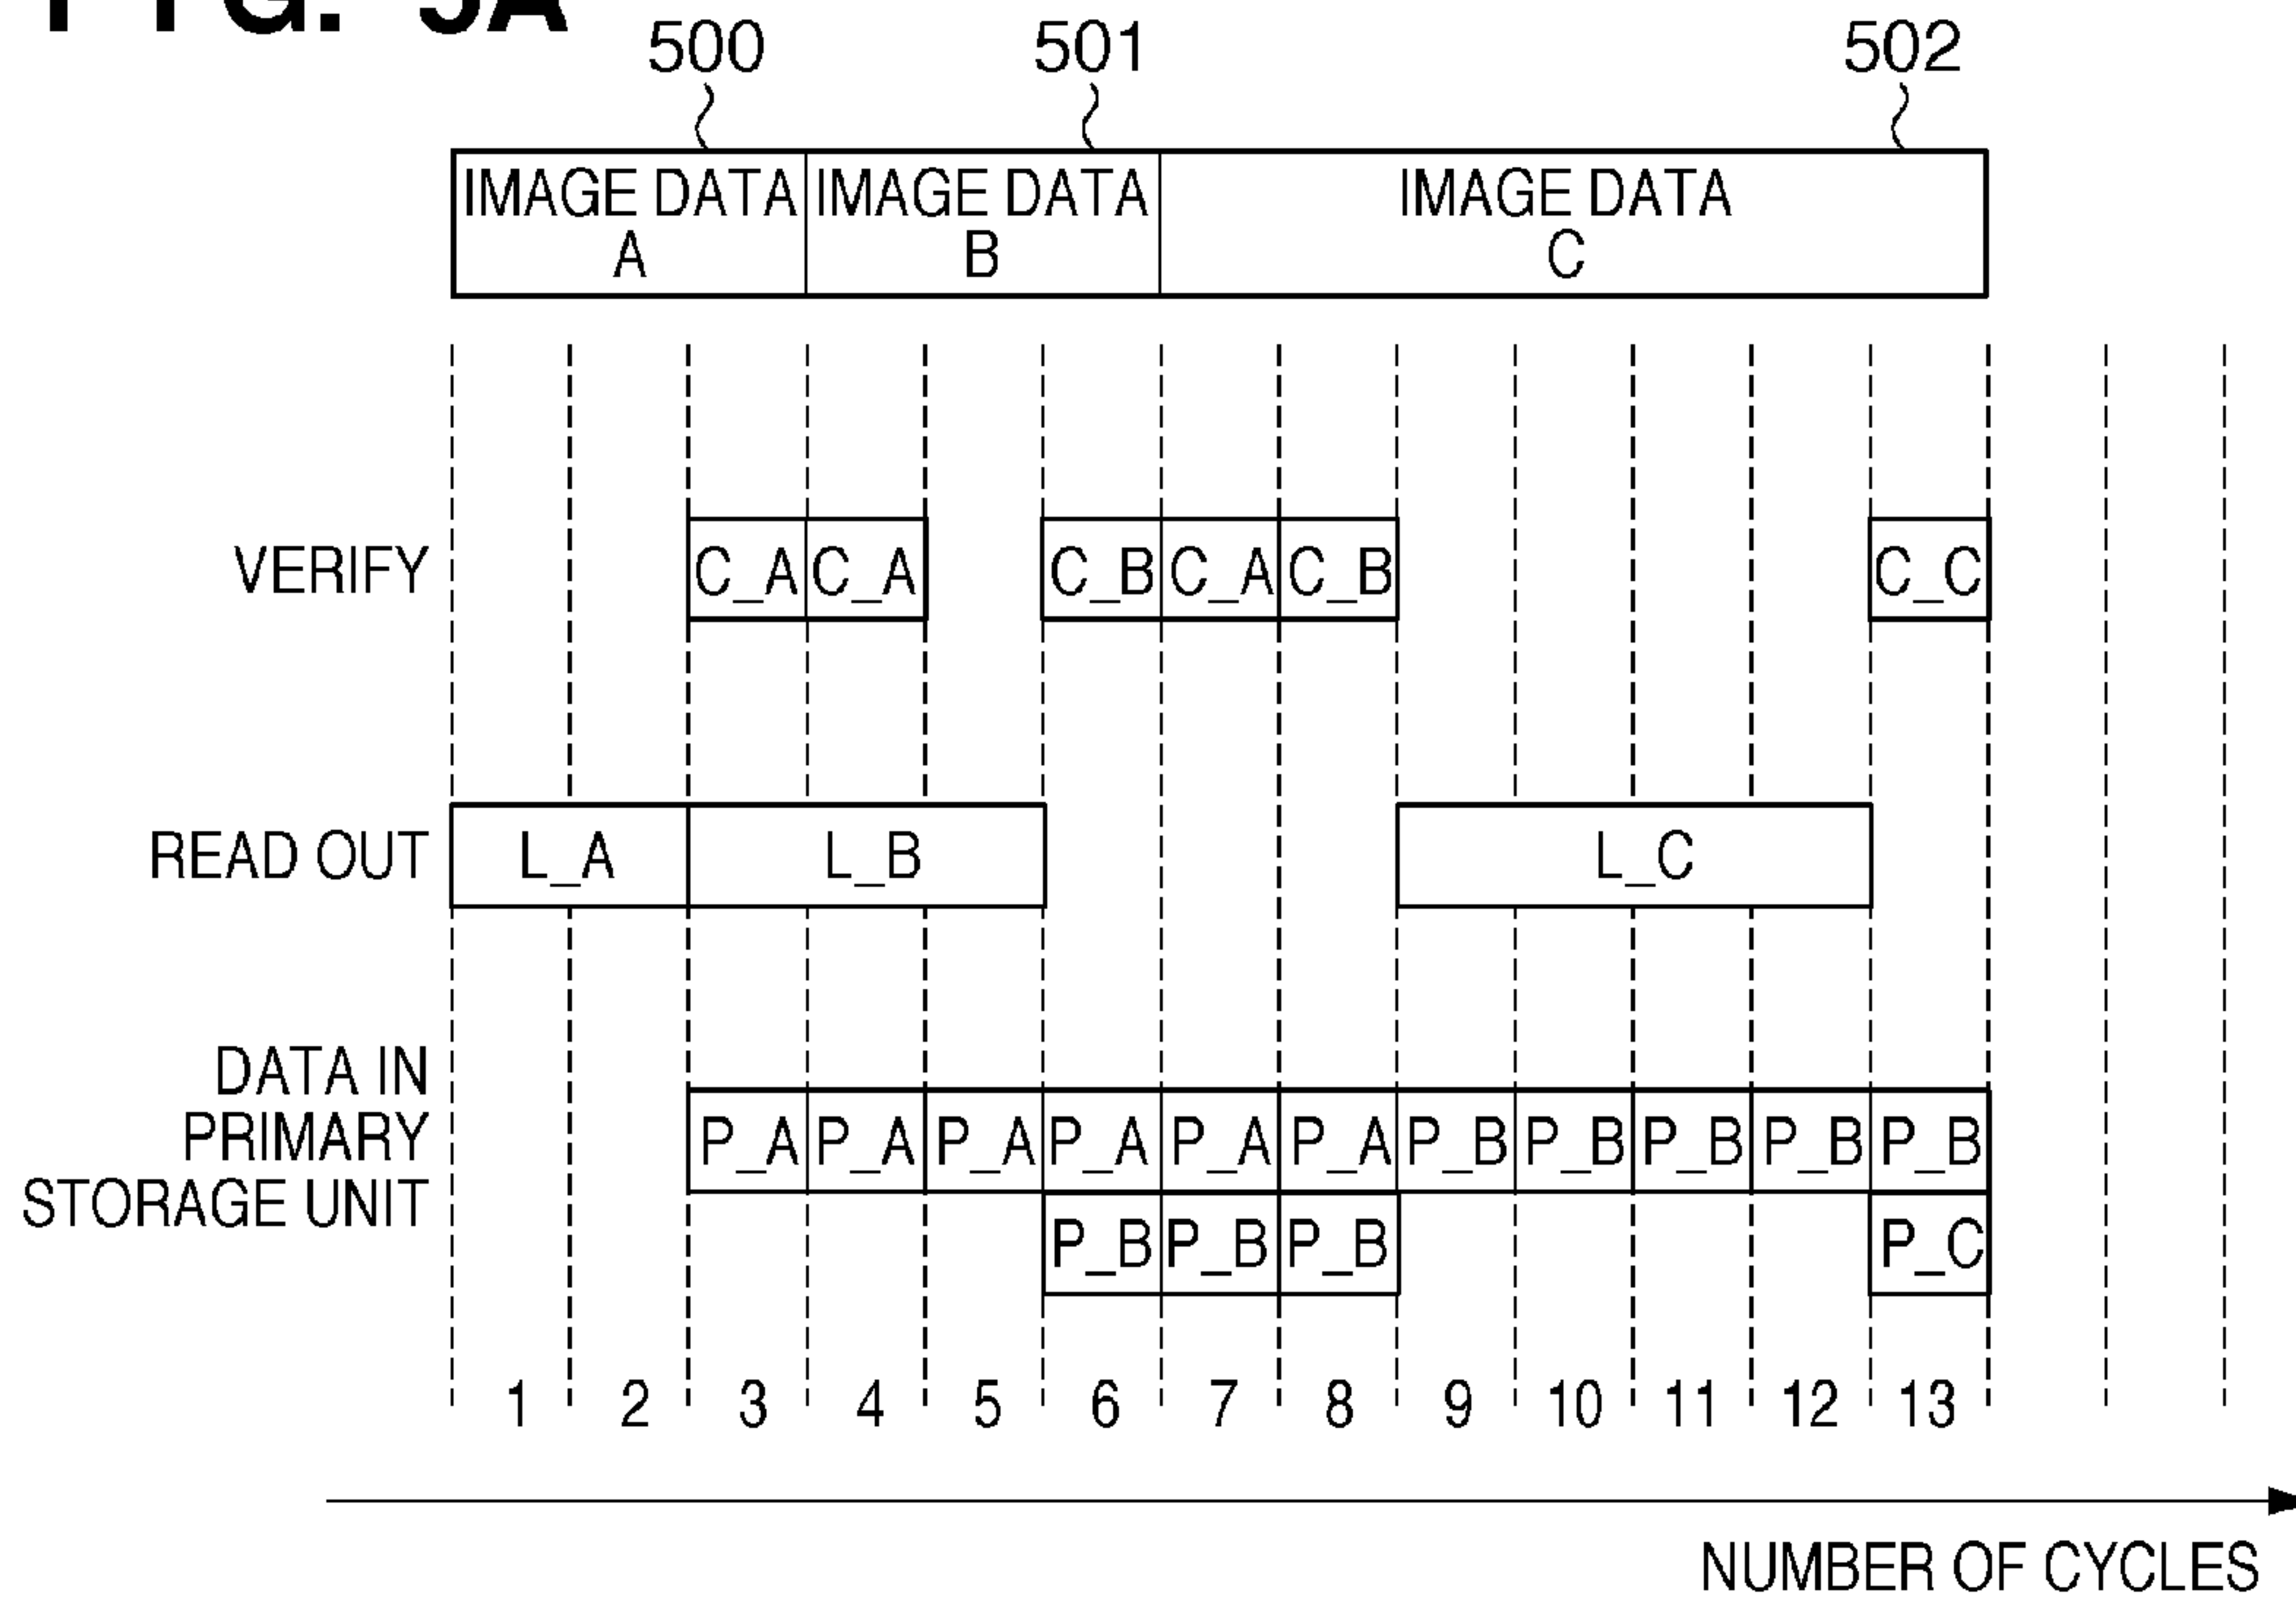 FIG. 5A
500 501 502
IMAGE DATA IMAGE DATA IMAGE DATA
A B C
VERIFY C_A C_A C_B C_A C_B C_C
READ OUT L_A L_B L_C
DATA IN
PRIMARY P_A P_A P_A P_A P_A P_A P_B P_B P_B P_B P_B
STORAGE UNIT P_B P_B P_B P_C
1 2 3 4 5 6 7 8 9 10 11 12 13
NUMBER OF CYCLES